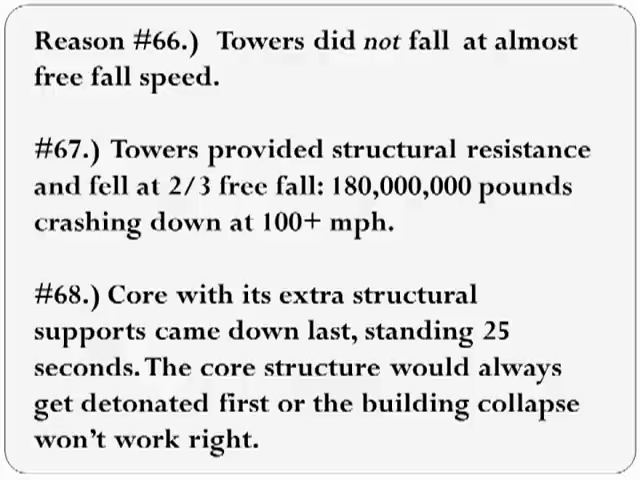 Reason #66.) Towers did not fall at almost
free fall speed.
#67.) Towers provided structural resistance
and fell at 2/3 free fall: 180,000,000 pounds
crashing down at 100+ mph.
#68.) Core with its extra structural
supports came down last, standing 25
seconds. The core structure would always
get detonated first or the building collapse
won't work right.